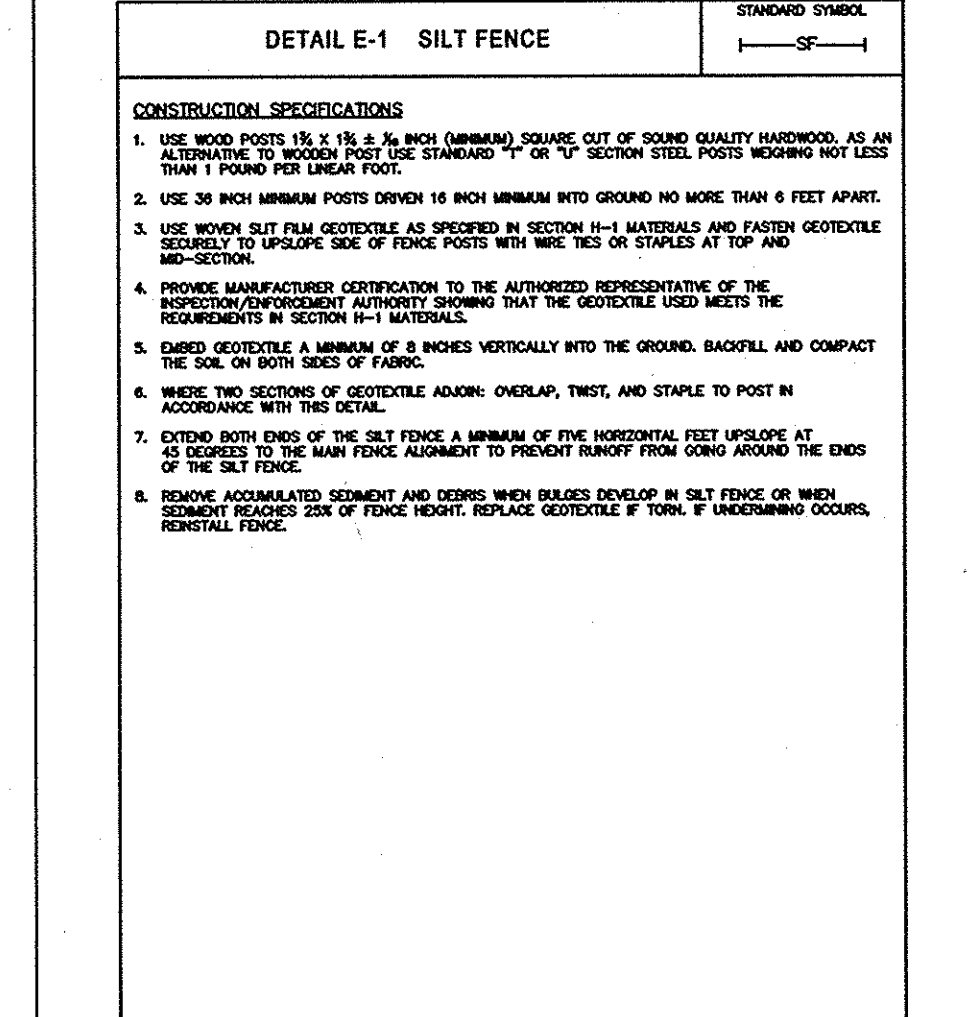 STANDARD SYMBOL
DETAIL E-1 SILT FENCE
SF
CONSTRUCTION SPECIFICATIONS
1. USE WOOD POSTS 1¾ X 1¾ ± 1/16 INCH (MINIMUM) SQUARE CUT OF SOUND QUALITY HARDWOOD. AS AN
ALTERNATIVE TO WOODEN POST USE STANDARD "T" OR "U" SECTION STEEL POSTS WEIGHING NOT LESS
THAN 1 POUND PER LINEAR FOOT.
2. USE 36 INCH MINIMUM POSTS DRIVEN 16 INCH MINIMUM INTO GROUND NO MORE THAN 6 FEET APART.
3. USE WOVEN SLIT FILM GEOTEXTILE AS SPECIFIED IN SECTION H-1 MATERIALS AND FASTEN GEOTEXTILE
SECURELY TO UPSLOPE SIDE OF FENCE POSTS WITH WIRE TIES OR STAPLES AT TOP AND
MID-SECTION.
4. PROVIDE MANUFACTURER CERTIFICATION TO THE AUTHORIZED REPRESENTATIVE OF THE
INSPECTION/ENFORCEMENT AUTHORITY SHOWING THAT THE GEOTEXTILE USED MEETS THE
REQUIREMENTS IN SECTION H-1 MATERIALS.
5. EMBED GEOTEXTILE A MINIMUM OF 8 INCHES VERTICALLY INTO THE GROUND. BACKFILL AND COMPACT
THE SOIL ON BOTH SIDES OF FABRIC.
6. WHERE TWO SECTIONS OF GEOTEXTILE ADJOIN: OVERLAP, TWIST, AND STAPLE TO POST IN
ACCORDANCE WITH THIS DETAIL.
7. EXTEND BOTH ENDS OF THE SILT FENCE A MINIMUM OF FIVE HORIZONTAL FEET UPSLOPE AT
45 DEGREES TO THE MAIN FENCE ALIGNMENT TO PREVENT RUNOFF FROM GOING AROUND THE ENDS
OF THE SILT FENCE.
8. REMOVE ACCUMULATED SEDIMENT AND DEBRIS WHEN BULGES DEVELOP IN SILT FENCE OR WHEN
SEDIMENT REACHES 25% OF FENCE HEIGHT. REPLACE GEOTEXTILE IF TORN. IF UNDERMINING OCCURS,
REINSTALL FENCE.